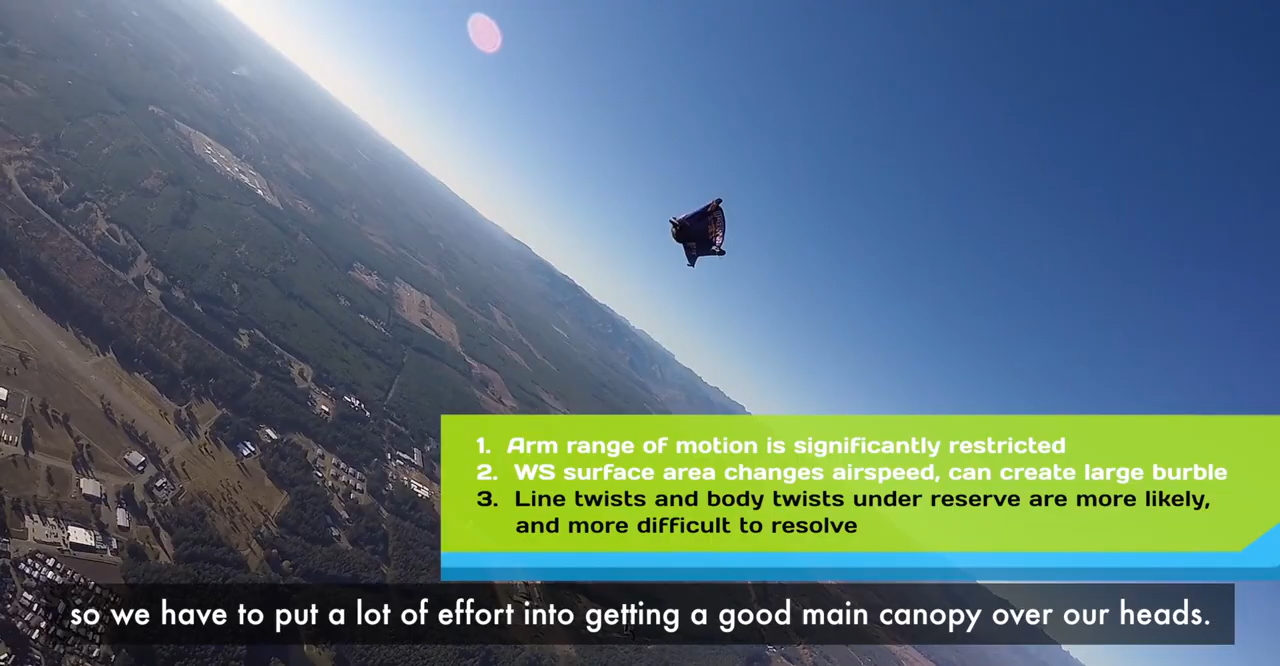 1. Arm range of motion is significantly restricted
2. WS surface area changes airspeed, can create large burble
3. Line twists and body twists under reserve are more likely,
and more difficult to resolve
so we have to put a lot of effort into getting a good main canopy over our heads.